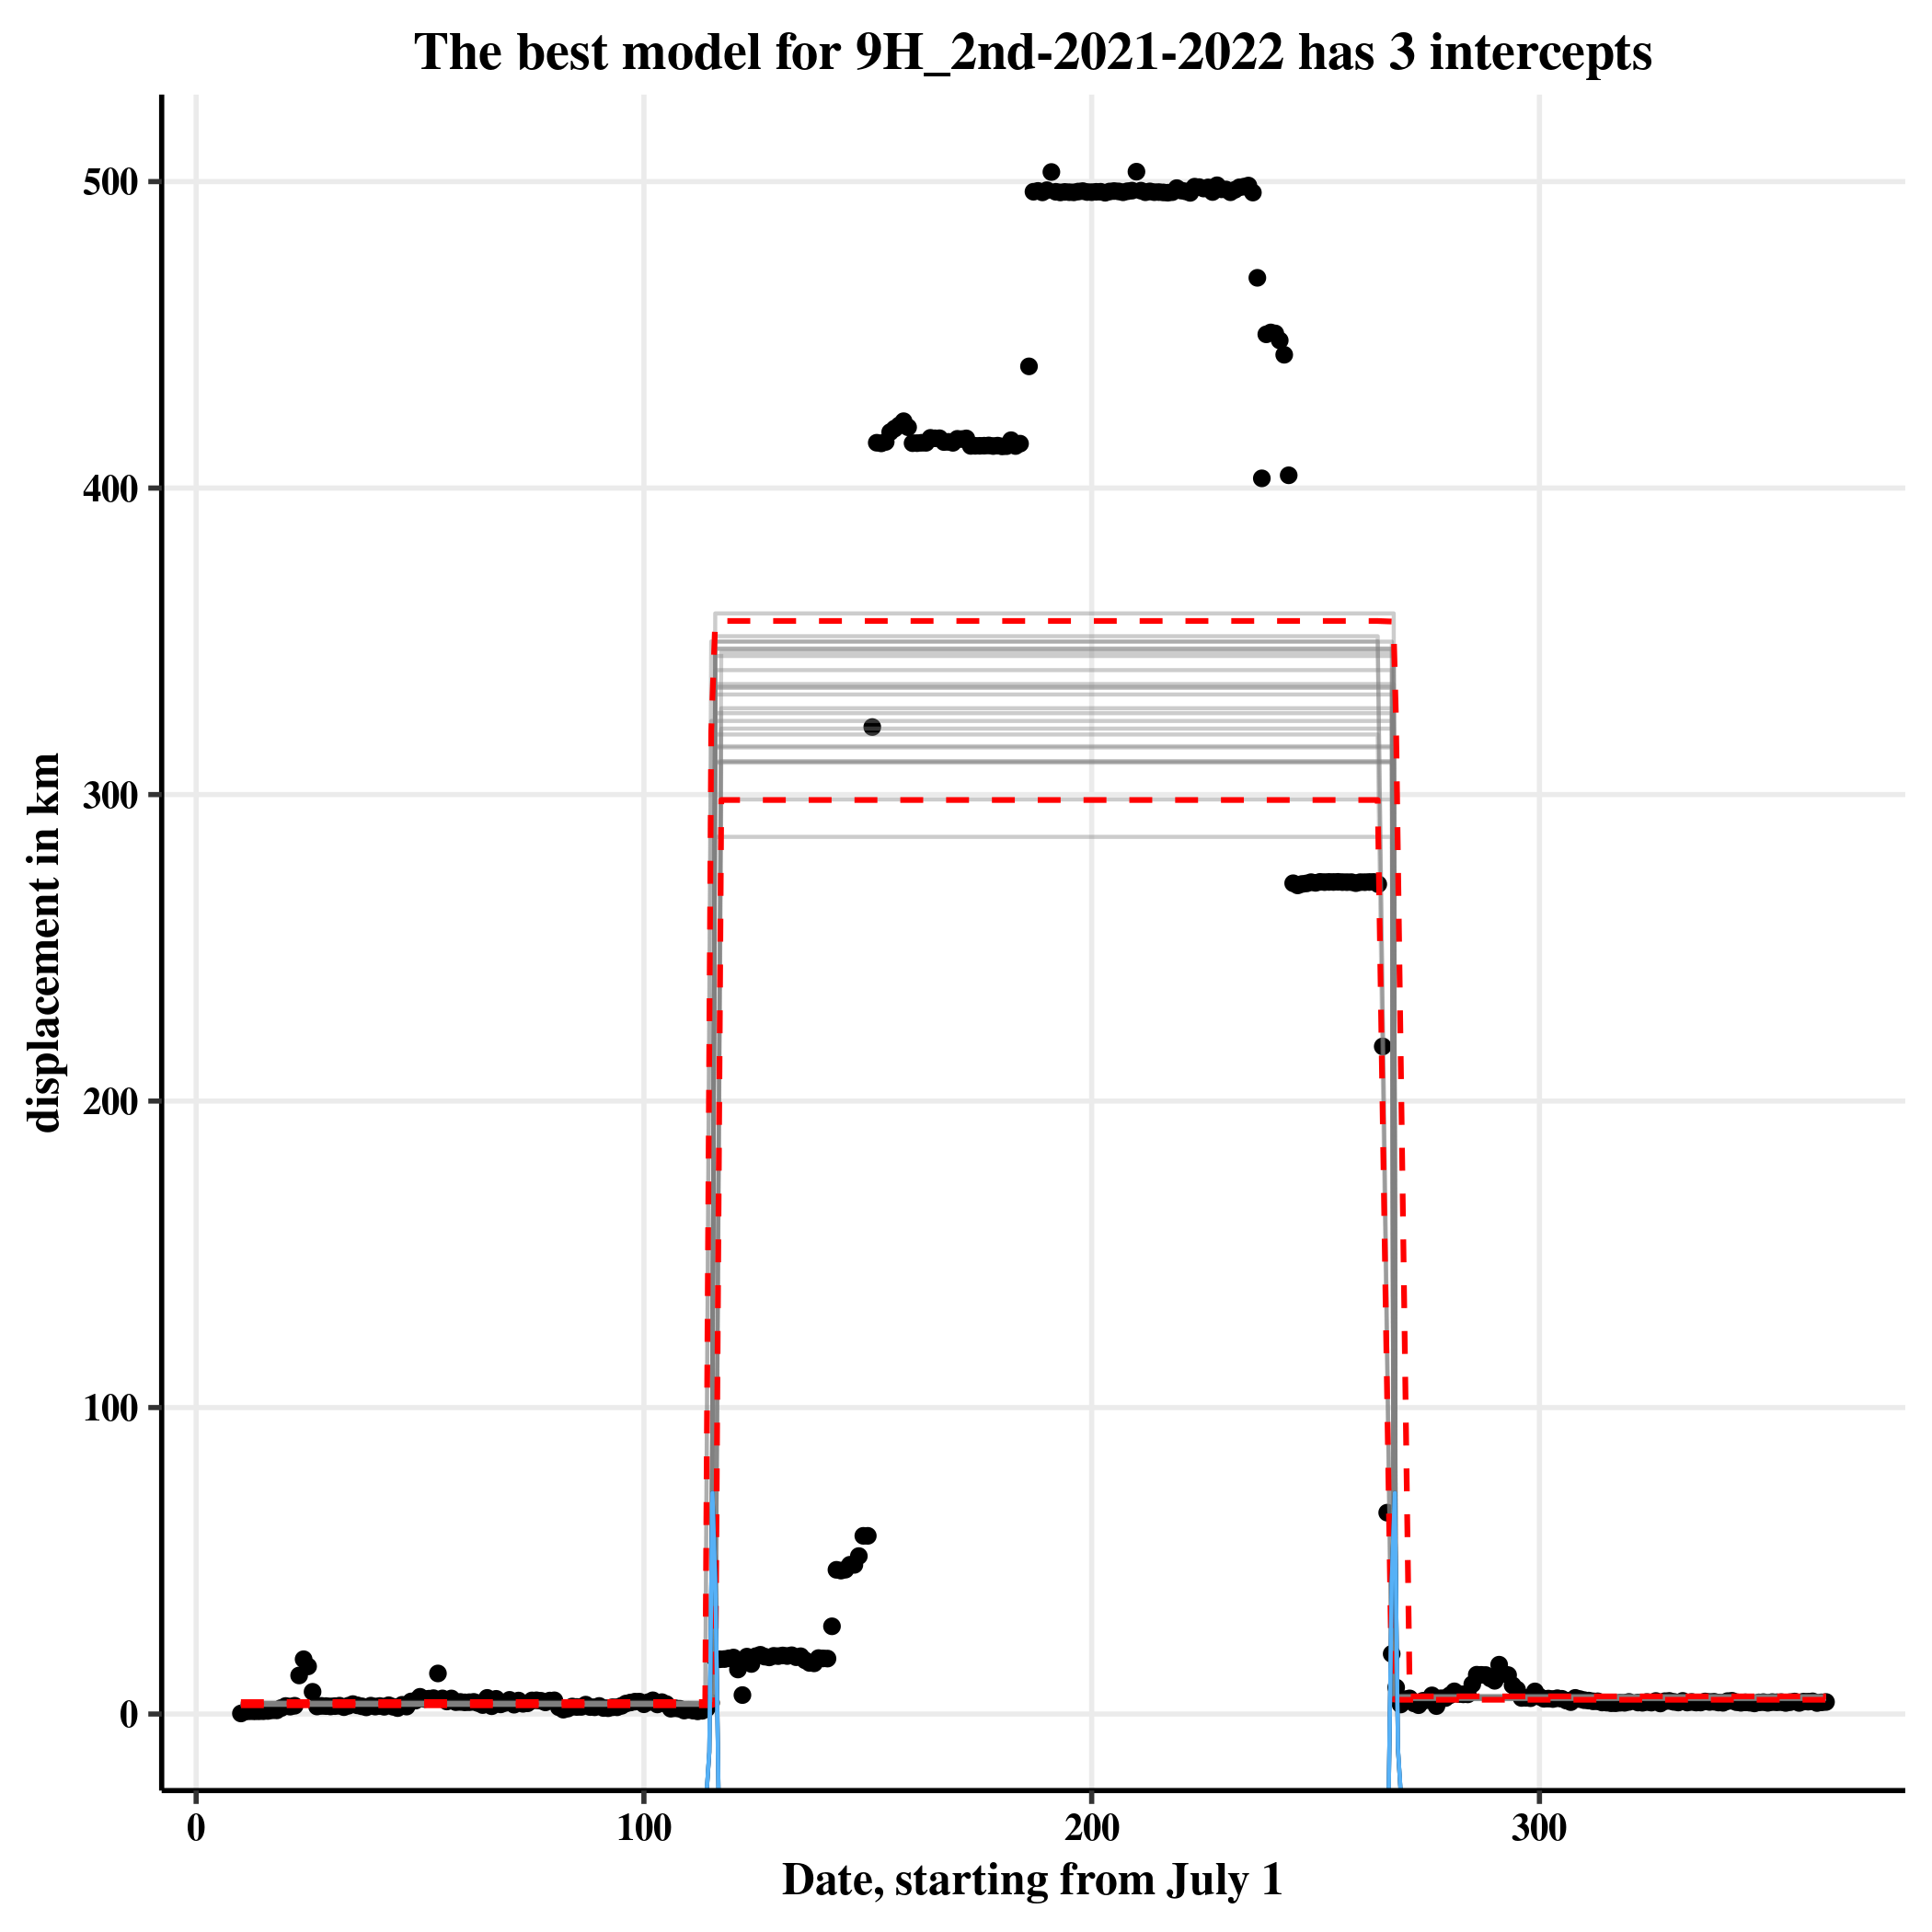 The best model for 9H_2nd-2021-2022 has 3 intercepts
displacement in km
500
400
300
200
100
0
0 100 200 300
Date, starting from July 1